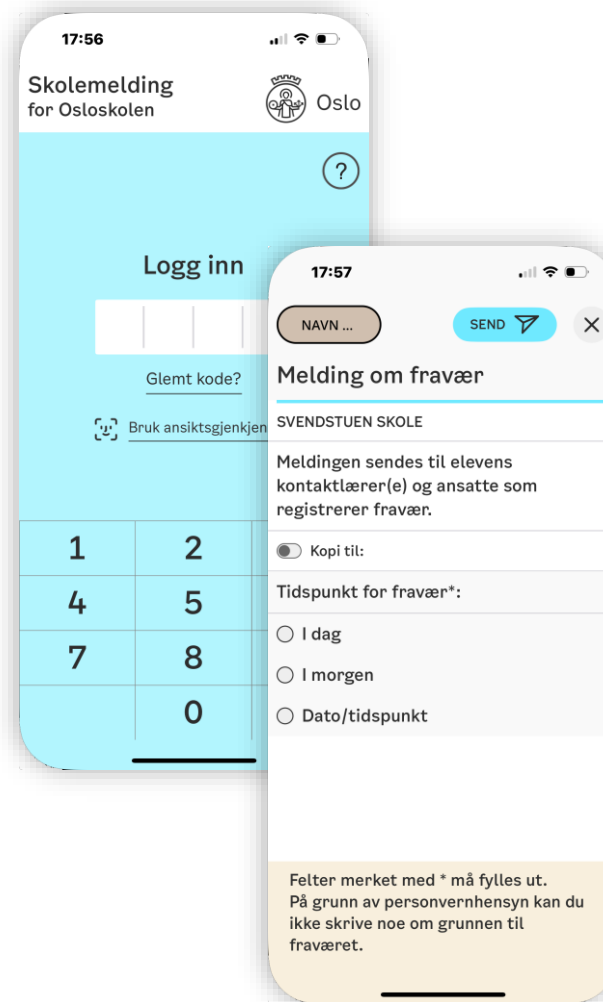 17:56
Skolemelding
for Osloskolen
Oslo
?
Logg inn
Glemt kode?
Bruk ansiktsgjenkjen
1 2
4 5
7 8
0
17:57
NAVN ...
SEND
Melding om fravær
SVENDSTUEN SKOLE
Meldingen sendes til elevens
kontaktlærer(e) og ansatte som
registrerer fravær.
Kopi til:
Tidspunkt for fravær*:
I dag
I morgen
Dato/tidspunkt
Felter merket med * må fylles ut.
På grunn av personvernhensyn kan du
ikke skrive noe om grunnen til
fraværet.